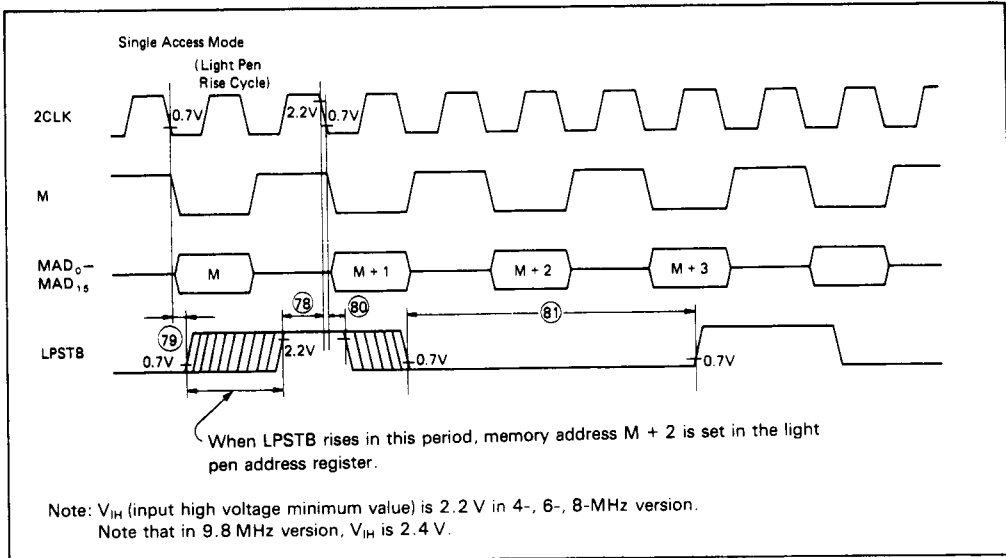 Single Access Mode
(Light Pen
Rise Cycle)
2CLK
0.7V
2.2V
0.7V
M
MAD₀–
MAD₁₅
M
M + 1
M + 2
M + 3
79
78
80
81
LPSTB
0.7V
2.2V
0.7V
0.7V
When LPSTB rises in this period, memory address M + 2 is set in the light
pen address register.
Note: V_IH (input high voltage minimum value) is 2.2 V in 4-, 6-, 8-MHz version.
Note that in 9.8 MHz version, V_IH is 2.4 V.